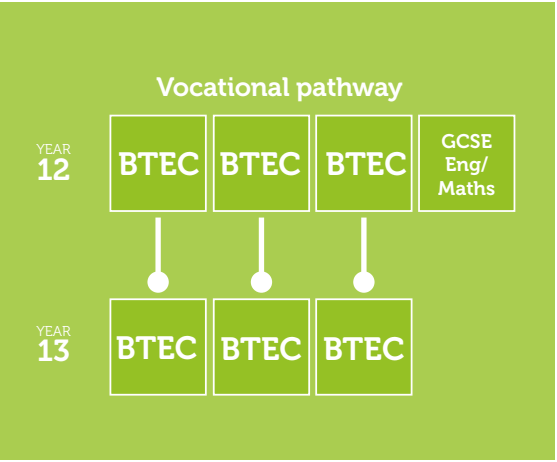 Vocational pathway
YEAR
12
BTEC
BTEC
BTEC
GCSE
Eng/
Maths
YEAR
13
BTEC
BTEC
BTEC